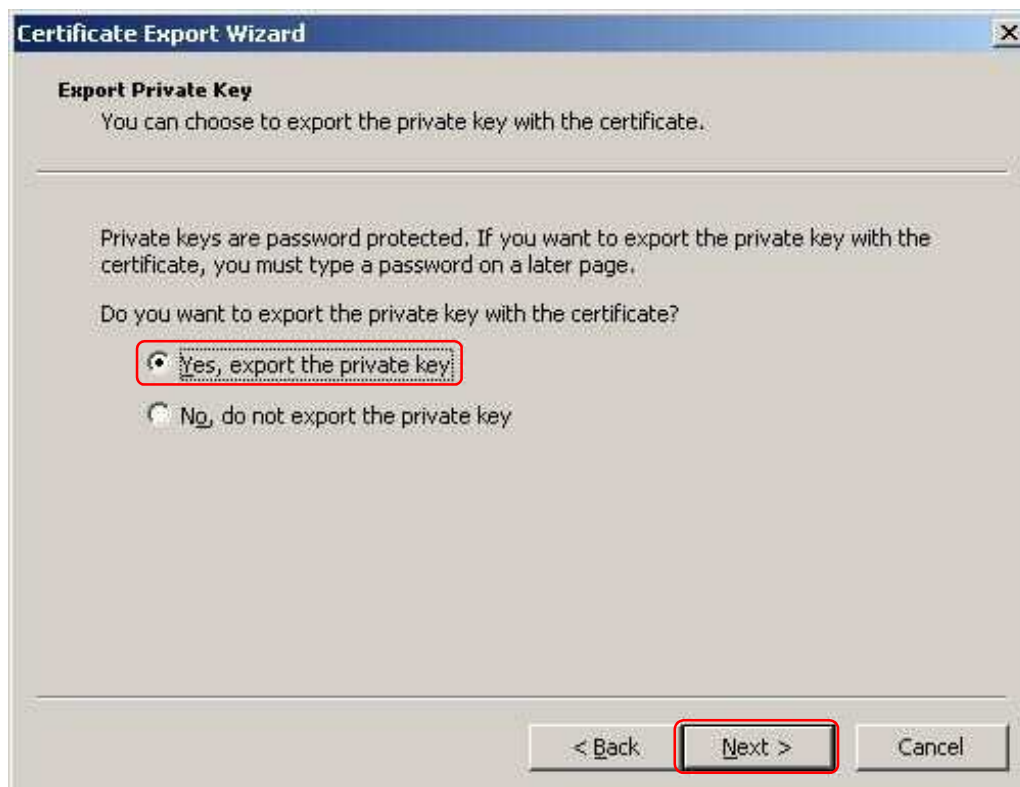 Certificate Export Wizard
Export Private Key
You can choose to export the private key with the certificate.
Private keys are password protected. If you want to export the private key with the
certificate, you must type a password on a later page.
Do you want to export the private key with the certificate?
Yes, export the private key
No, do not export the private key
< Back Next > Cancel